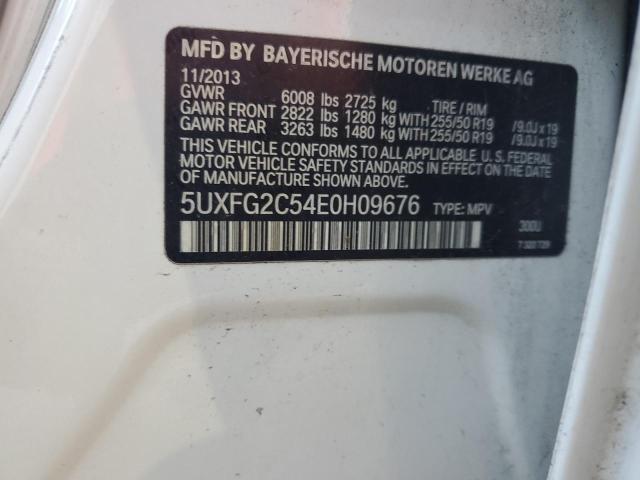 MFD BY BAYERISCHE MOTOREN WERKE AG
11/2013
GVWR 6008 lbs 2725 kg TIRE / RIM
GAWR FRONT 2822 lbs 1280 kg WITH 255/50 R19 /9.0J x 19
GAWR REAR 3263 lbs 1480 kg WITH 255/50 R19 /9.0J x 19
THIS VEHICLE CONFORMS TO ALL APPLICABLE U. S. FEDERAL
MOTOR VEHICLE SAFETY STANDARDS IN EFFECT ON THE DATE
OF MANUFACTURE SHOWN ABOVE.
5UXFG2C54E0H09676 TYPE: MPV
300U